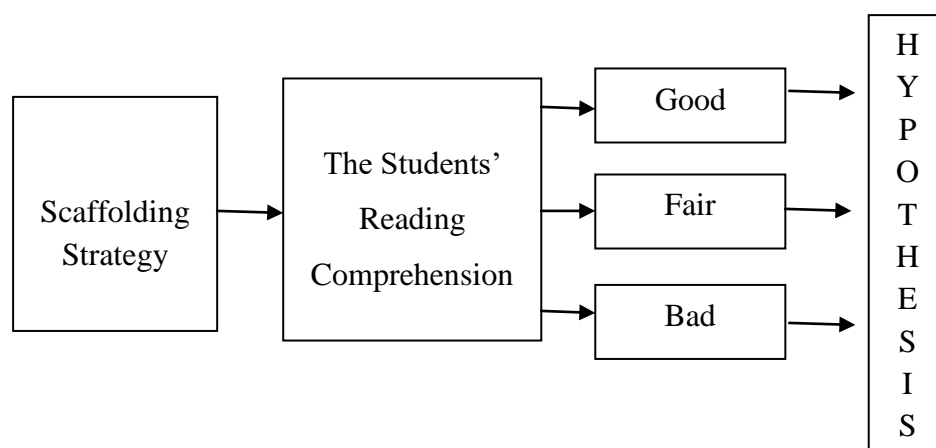 Scaffolding
Strategy
The Students’
Reading
Comprehension
Good
Fair
Bad
H
Y
P
O
T
H
E
S
I
S